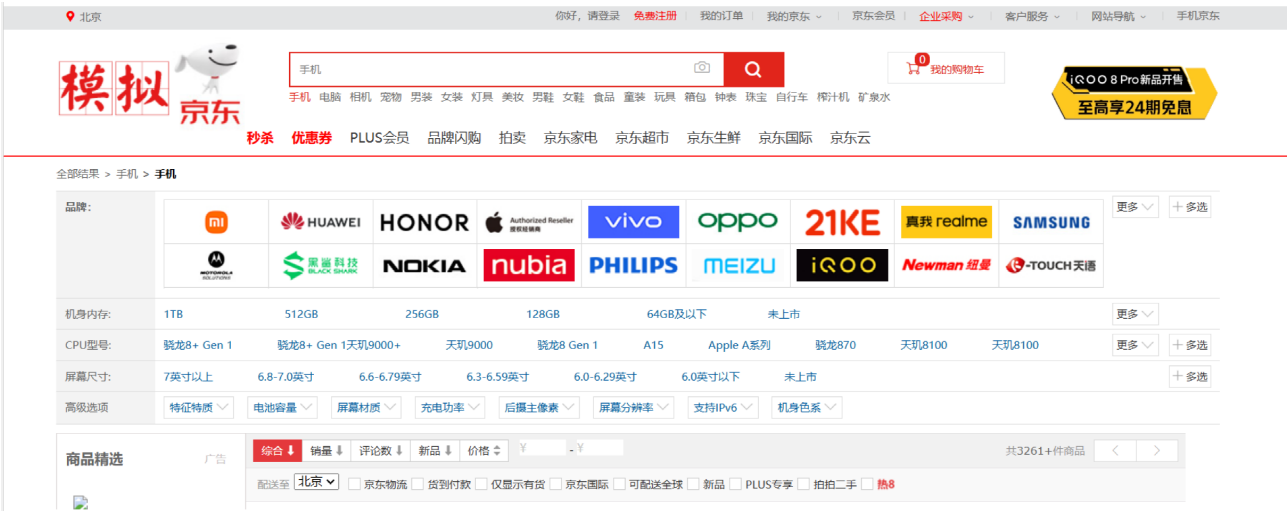 北京 你好，请登录 免费注册 我的订单 我的京东 京东会员 企业采购 客户服务 网站导航 手机京东
模拟京东
手机
0 我的购物车
iQOO 8 Pro新品开售
至高享24期免息
手机 电脑 相机 宠物 男装 女装 灯具 美妆 男鞋 女鞋 食品 童装 玩具 箱包 钟表 珠宝 自行车 榨汁机 矿泉水
秒杀 优惠券 PLUS会员 品牌闪购 拍卖 京东家电 京东超市 京东生鲜 京东国际 京东云
全部结果 > 手机 > 手机
品牌: mi HUAWEI HONOR Authorized Reseller 授权经销商 vivo oppo 21KE 真我 realme SAMSUNG 更多 多选
MOTOROLA SOLUTIONS 黑鲨科技 BLACK SHARK NOKIA nubia PHILIPS MEIZU iQOO Newman 纽曼 -TOUCH 天语
机身内存: 1TB 512GB 256GB 128GB 64GB及以下 未上市 更多
CPU型号: 骁龙8+ Gen 1 骁龙8+ Gen 1天玑9000+ 天玑9000 骁龙8 Gen 1 A15 Apple A系列 骁龙870 天玑8100 天玑8100 更多 多选
屏幕尺寸: 7英寸以上 6.8-7.0英寸 6.6-6.79英寸 6.3-6.59英寸 6.0-6.29英寸 6.0英寸以下 未上市 多选
高级选项 特征特质 电池容量 屏幕材质 充电功率 后摄主像素 屏幕分辨率 支持IPv6 机身色系
商品精选 广告
综合 销量 评论数 新品 价格 ¥ - ¥ 共3261+件商品 < >
配送至 北京 京东物流 货到付款 仅显示有货 京东国际 可配送全球 新品 PLUS专享 拍拍二手 热8